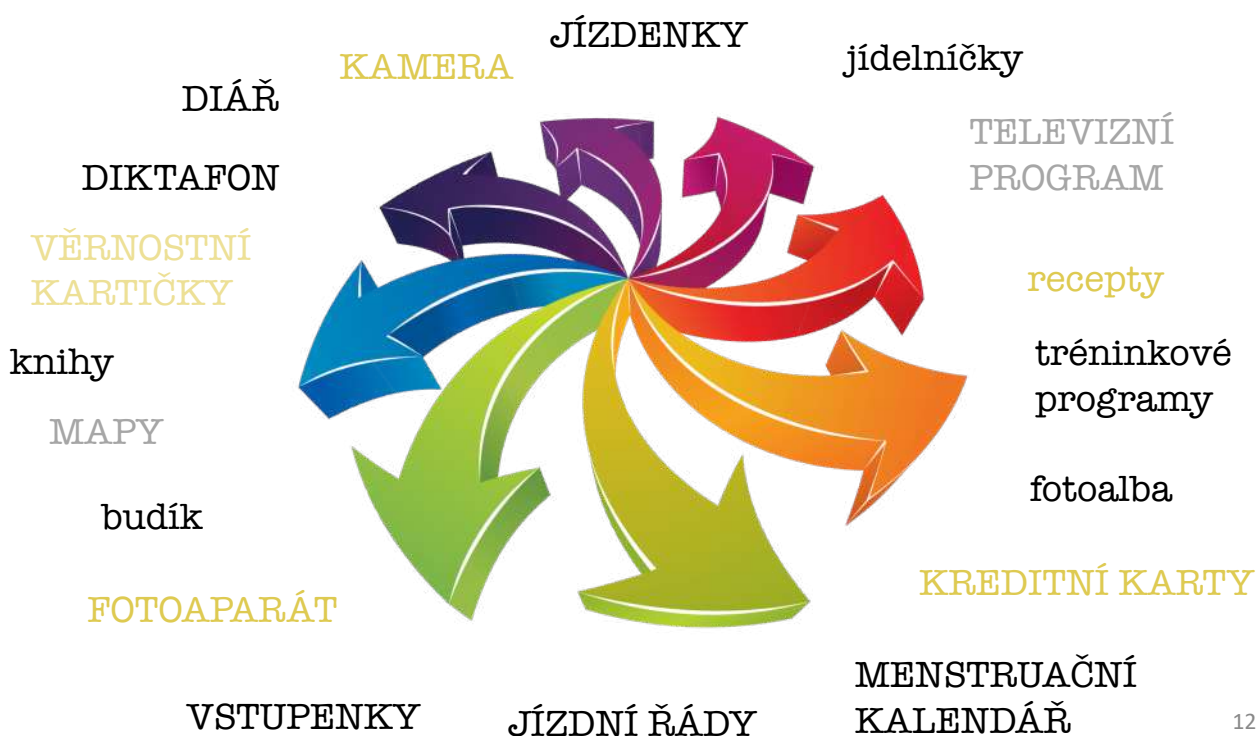 JÍZDENKY
KAMERA
jídelníčky
DIÁŘ
TELEVIZNÍ
PROGRAM
DIKTAFON
VĚRNOSTNÍ
KARTIČKY
recepty
knihy
tréninkové
programy
MAPY
fotoalba
budík
KREDITNÍ KARTY
FOTOAPARÁT
MENSTRUAČNÍ
KALENDÁŘ
VSTUPENKY
JÍZDNÍ ŘÁDY
12